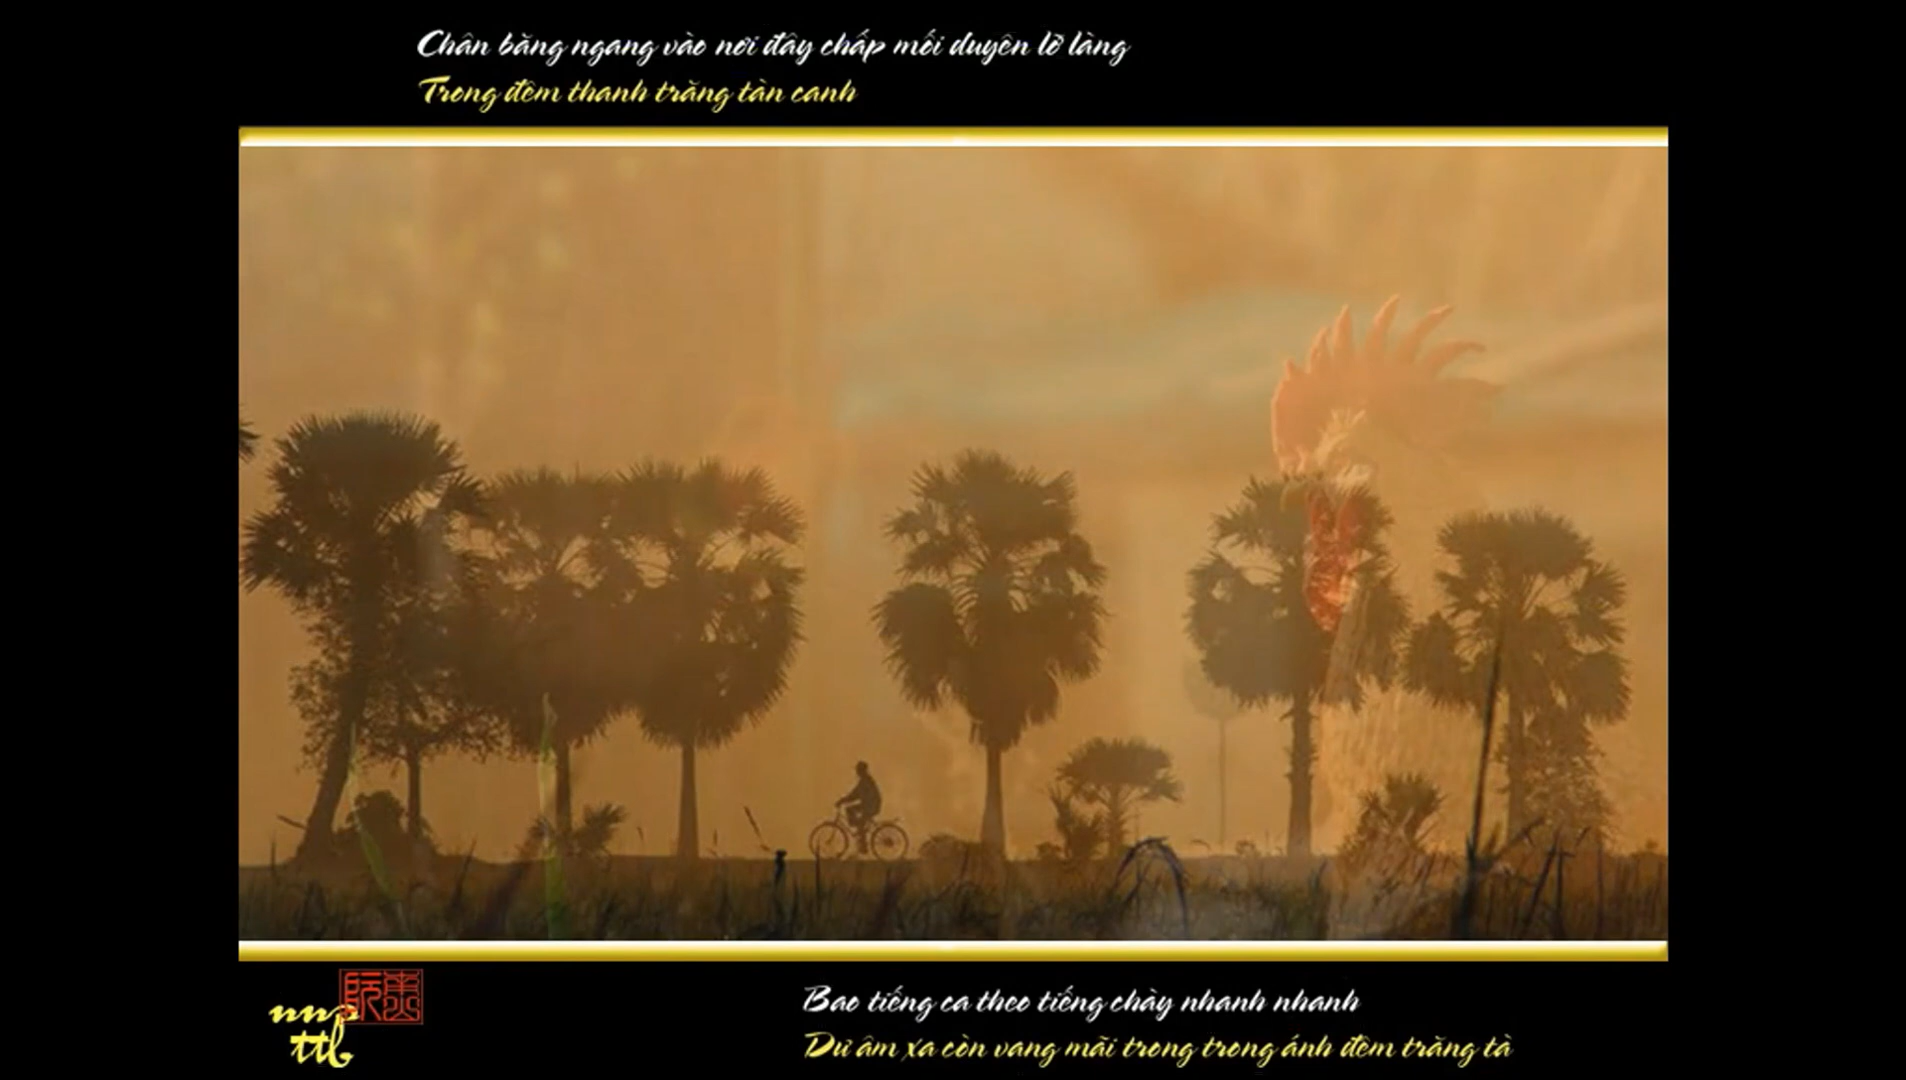 Chân băng ngang vào nơi đây chấp mối duyên lỡ làng
Trong đêm thanh trăng tàn canh
Bao tiếng ca theo tiếng chày nhanh nhanh
Dư âm xa còn vang mãi trong trong ánh đêm trăng tà
ttb